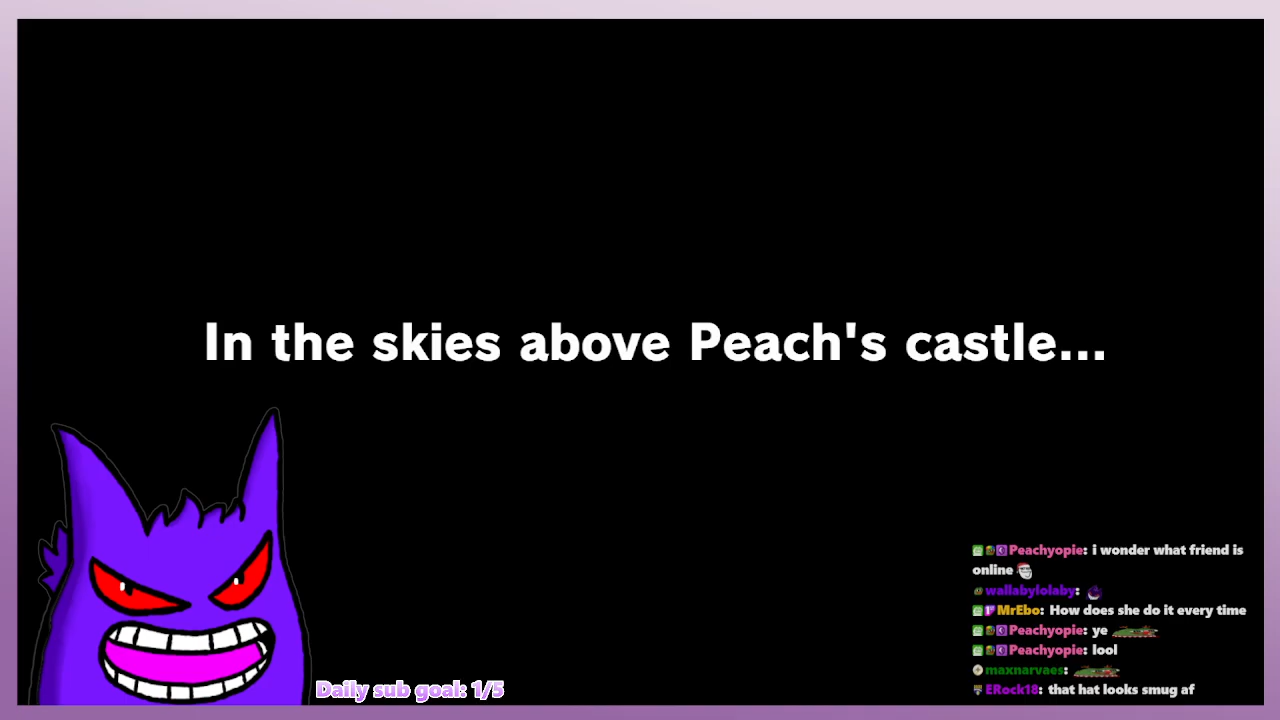 In the skies above Peach's castle...
Peachyopie: i wonder what friend is
online
wallabylolaby:
MrEbo: How does she do it every time
Peachyopie: ye
Peachyopie: lool
maxnarvaes:
ERock18: that hat looks smug af
Daily sub goal: 1/5